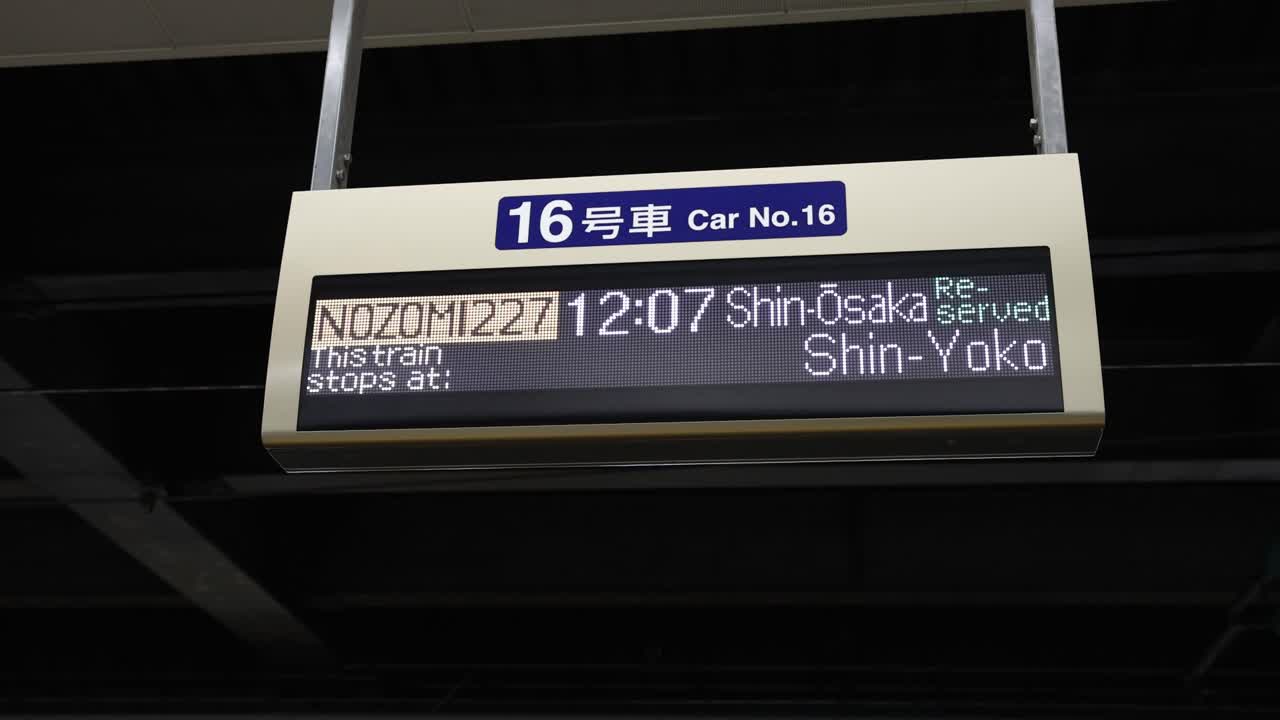 16号車 Car No.16
NOZOMI227 12:07 Shin-Ōsaka Re-served
This train stops at: Shin-Yoko